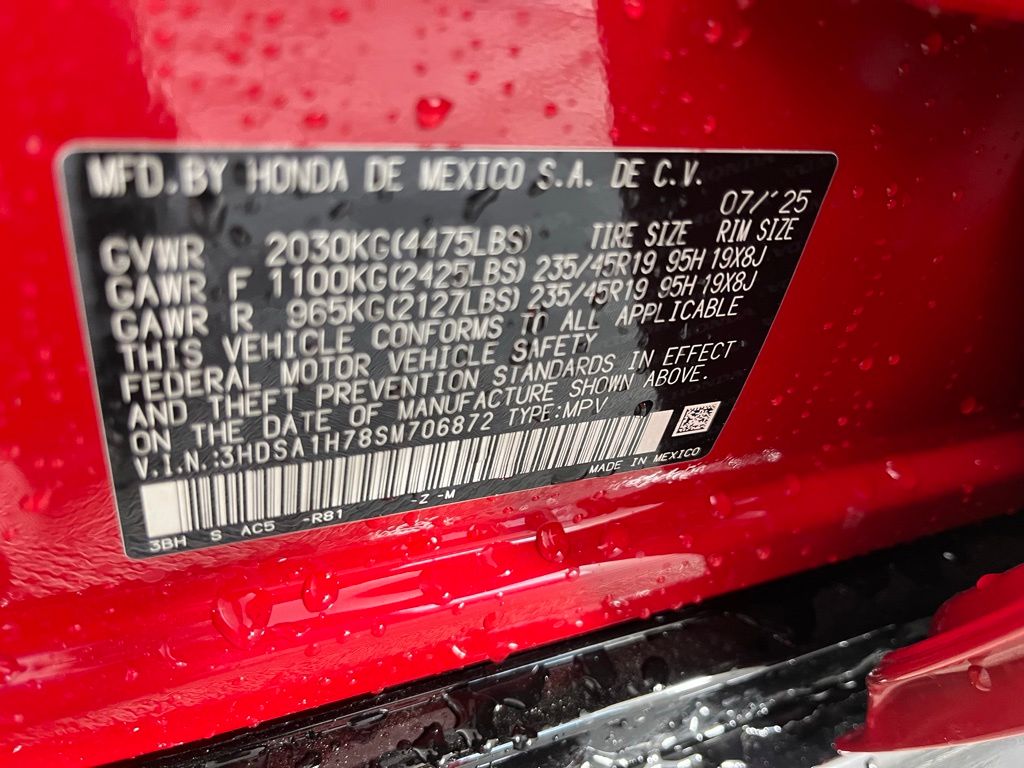 MFD.BY HONDA DE MEXICO S.A. DE C.V.
07/'25
GVWR 2030KG(4475LBS) TIRE SIZE RIM SIZE
GAWR F 1100KG(2425LBS) 235/45R19 95H 19X8J
GAWR R 965KG(2127LBS) 235/45R19 95H 19X8J
THIS VEHICLE CONFORMS TO ALL APPLICABLE
FEDERAL MOTOR VEHICLE SAFETY
AND THEFT PREVENTION STANDARDS IN EFFECT
ON THE DATE OF MANUFACTURE SHOWN ABOVE.
V.I.N.:3HDSA1H78SM706872 TYPE:MPV
MADE IN MEXICO
3BH S AC5 -R81 -Z -M